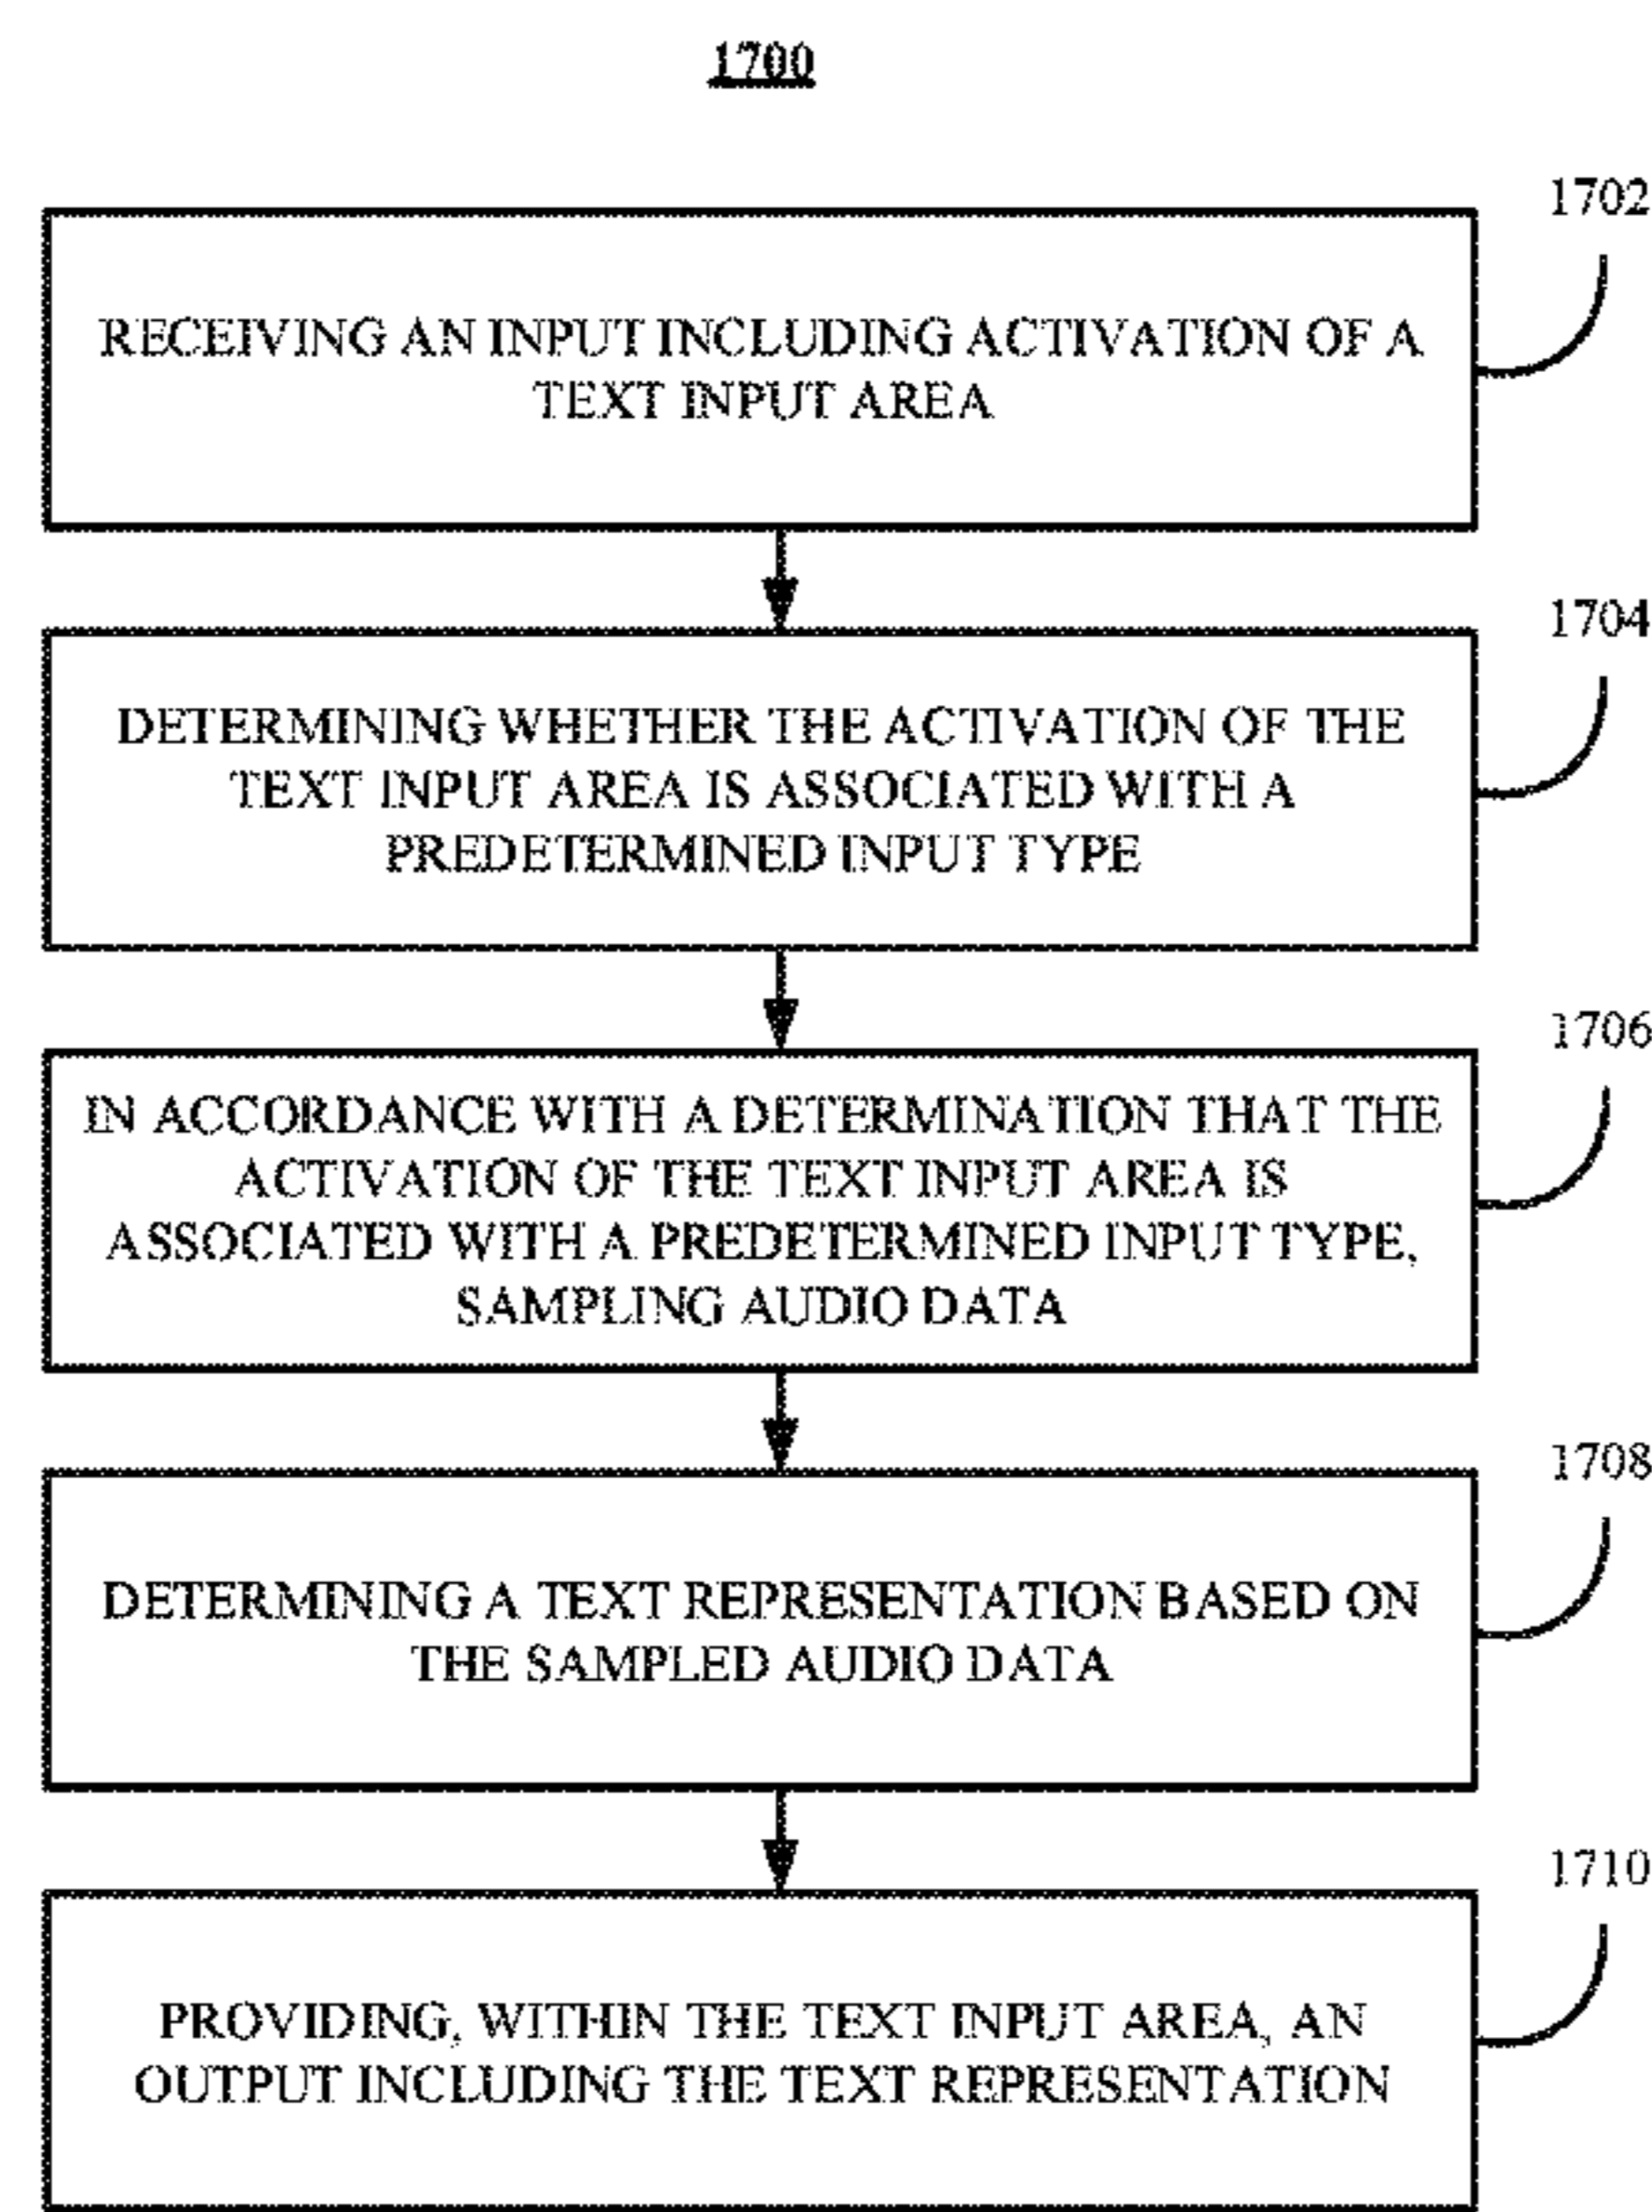 1700
1702
RECEIVING AN INPUT INCLUDING ACTIVATION OF A
TEXT INPUT AREA
1704
DETERMINING WHETHER THE ACTIVATION OF THE
TEXT INPUT AREA IS ASSOCIATED WITH A
PREDETERMINED INPUT TYPE
1706
IN ACCORDANCE WITH A DETERMINATION THAT THE
ACTIVATION OF THE TEXT INPUT AREA IS
ASSOCIATED WITH A PREDETERMINED INPUT TYPE,
SAMPLING AUDIO DATA
1708
DETERMINING A TEXT REPRESENTATION BASED ON
THE SAMPLED AUDIO DATA
1710
PROVIDING, WITHIN THE TEXT INPUT AREA, AN
OUTPUT INCLUDING THE TEXT REPRESENTATION